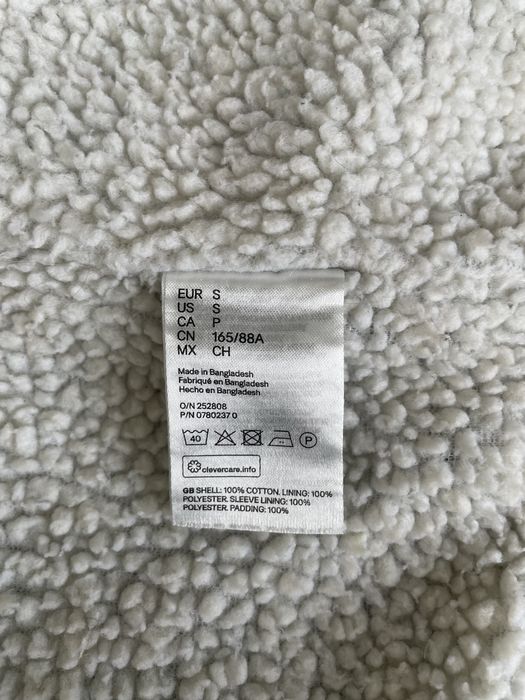 EUR S
US S
CA P
CN 165/88A
MX CH
Made in Bangladesh
Fabriqué en Bangladesh
Hecho en Bangladesh
O/N 252808
P/N 0780237 0
40 P
clevercare.info
GB SHELL: 100% COTTON. LINING: 100%
POLYESTER. SLEEVE LINING: 100%
POLYESTER. PADDING: 100%